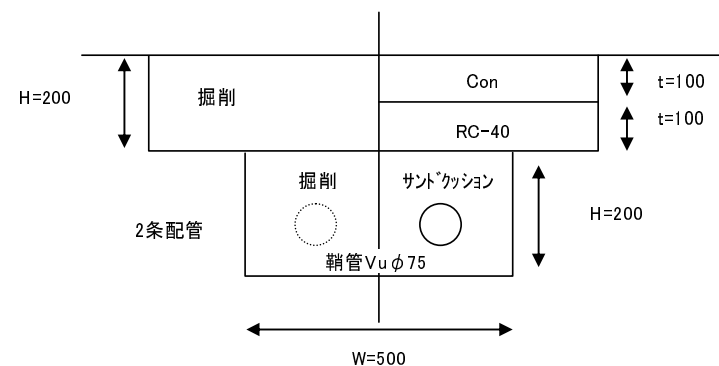 H=200
掘削
Con
t=100
RC-40
t=100
掘削
サンドクッション
2条配管
H=200
鞘管Vuφ75
W=500